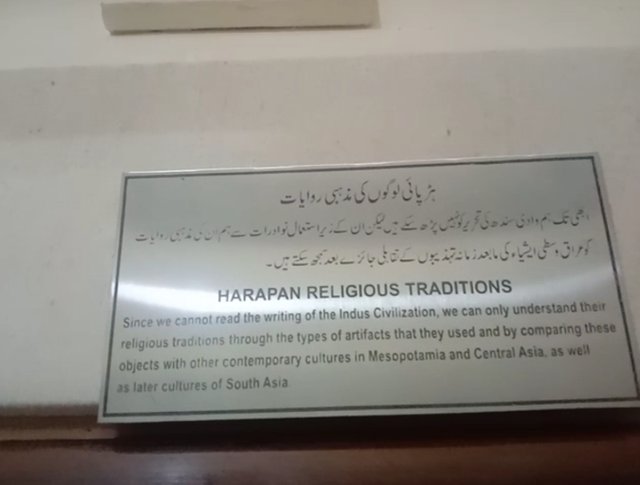 ہڑپائی لوگوں کی مذہبی روایات
ابھی تک ہم وادی سندھ کی تحریر کو نہیں پڑھ سکے ہیں لیکن ان کے زیر استعمال نوادرات سے ہم ان کی مذہبی روایات
کو عراق وسطی ایشیاء کی مابعد زمانہ تہذیبوں کے تقابلی جائزے بعد سمجھ سکتے ہیں۔
HARAPAN RELIGIOUS TRADITIONS
Since we cannot read the writing of the Indus Civilization, we can only understand their
religious traditions through the types of artifacts that they used and by comparing these
objects with other contemporary cultures in Mesopotamia and Central Asia, as well
as later cultures of South Asia.